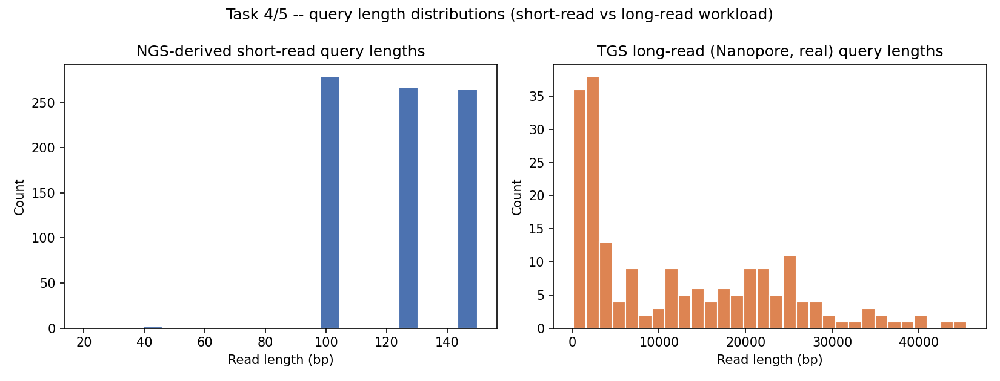 Task 4/5 -- query length distributions (short-read vs long-read workload)
NGS-derived short-read query lengths
Count
250
200
150
100
50
0
20 40 60 80 100 120 140
Read length (bp)
TGS long-read (Nanopore, real) query lengths
Count
35
30
25
20
15
10
5
0
0 10000 20000 30000 40000
Read length (bp)